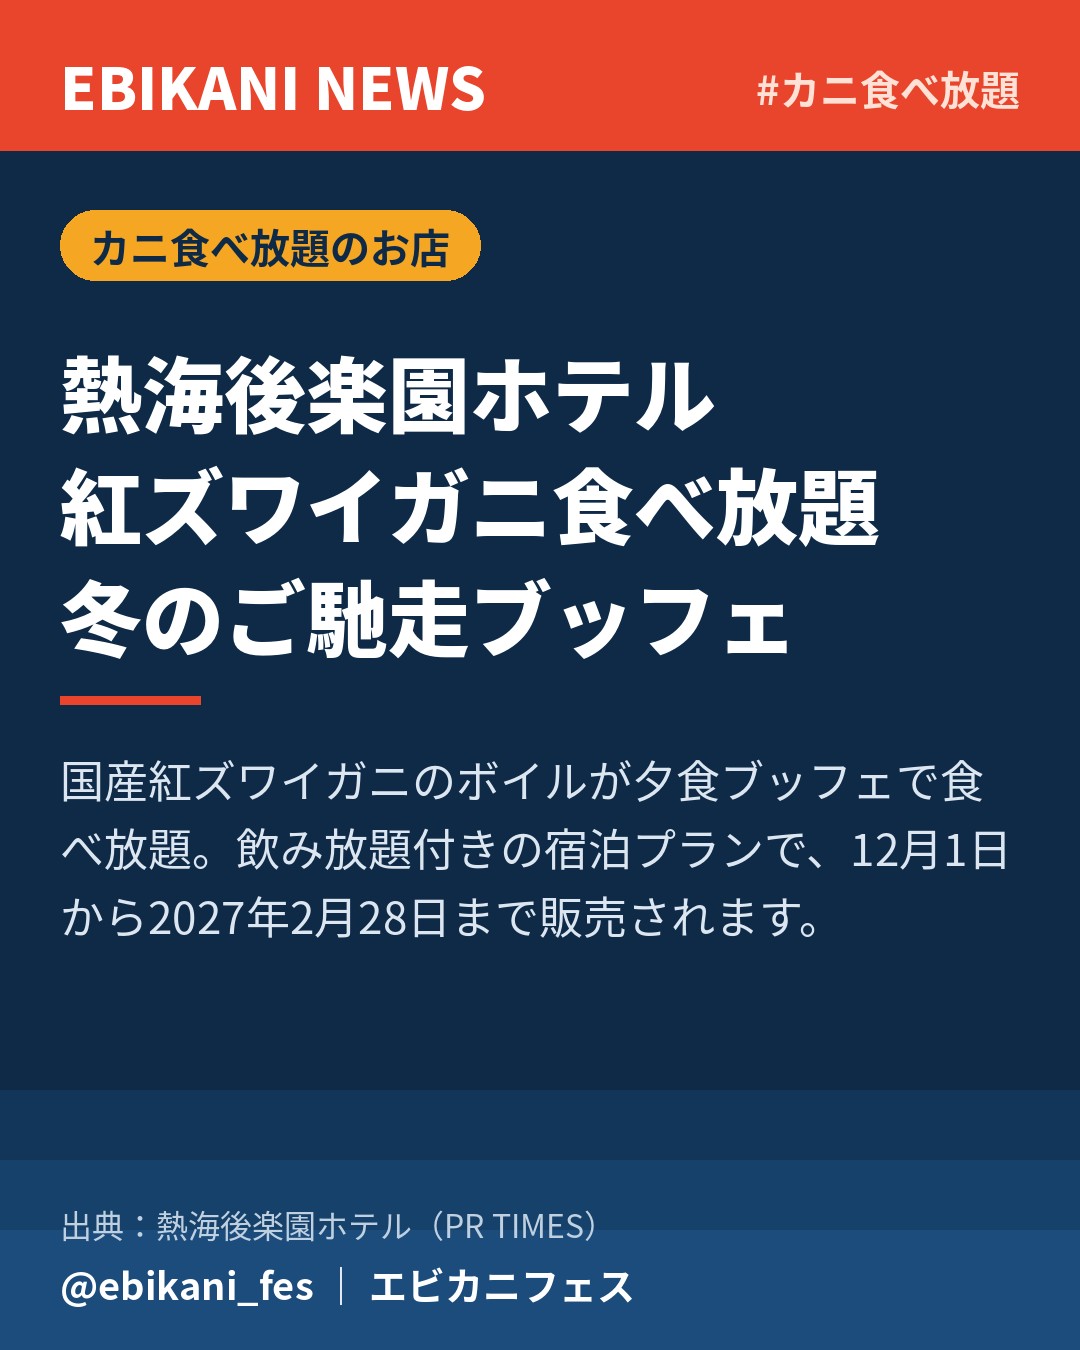 EBIKANI NEWS
#カニ食べ放題
カニ食べ放題のお店
熱海後楽園ホテル
紅ズワイガニ食べ放題
冬のご馳走ブッフェ
国産紅ズワイガニのボイルが夕食ブッフェで食
べ放題。飲み放題付きの宿泊プランで、12月1日
から2027年2月28日まで販売されます。
出典：熱海後楽園ホテル（PR TIMES）
@ebikani_fes ｜ エビカニフェス